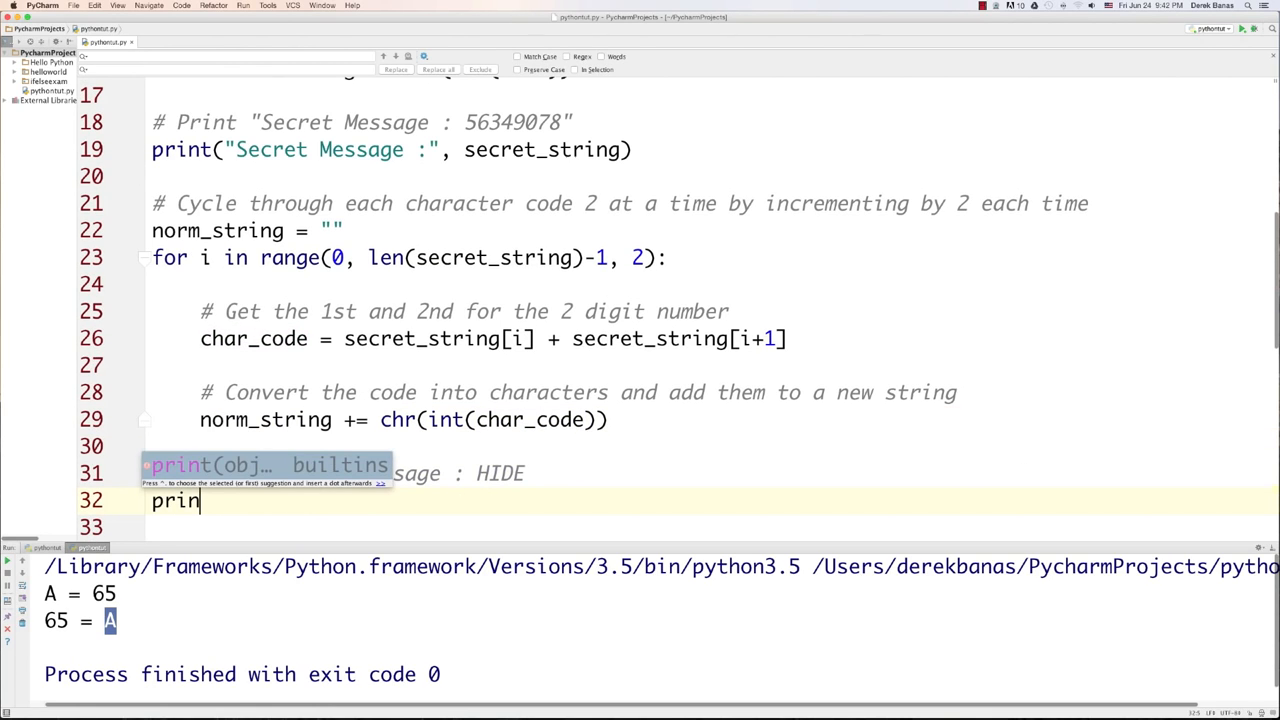 PyCharm File Edit View Navigate Code Refactor Run Tools VCS Window Help
10 Fri Jun 24 9:42 PM Derek Banas
pythontut.py - PycharmProjects - [~/PycharmProjects]
PycharmProjects pythontut.py
pythontut
pythontut.py ×
Match Case Regex Words
Replace Replace all Exclude Preserve Case In Selection
PycharmProject
Hello Python
helloworld
ifelseexam
pythontut.py
External Librarie
17
18 # Print "Secret Message : 56349078"
19 print("Secret Message :", secret_string)
20
21 # Cycle through each character code 2 at a time by incrementing by 2 each time
22 norm_string = ""
23 for i in range(0, len(secret_string)-1, 2):
24
25 # Get the 1st and 2nd for the 2 digit number
26 char_code = secret_string[i] + secret_string[i+1]
27
28 # Convert the code into characters and add them to a new string
29 norm_string += chr(int(char_code))
30
print(obj… builtins
Press ^. to choose the selected (or first) suggestion and insert a dot afterwards >>
31 sage : HIDE
32 prin
33
Run: pythontut pythontut
/Library/Frameworks/Python.framework/Versions/3.5/bin/python3.5 /Users/derekbanas/PycharmProjects/pytho
A = 65
65 = A
Process finished with exit code 0
32:5 LF≑ UTF-8≑